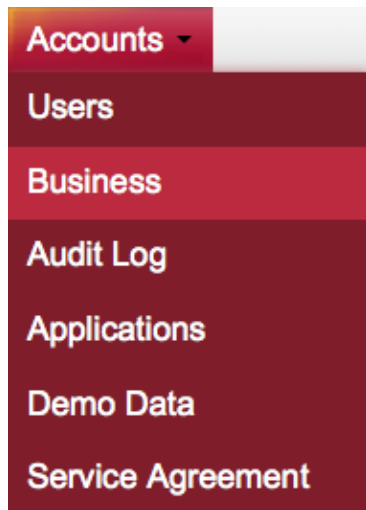 Accounts
Users
Business
Audit Log
Applications
Demo Data
Service Agreement